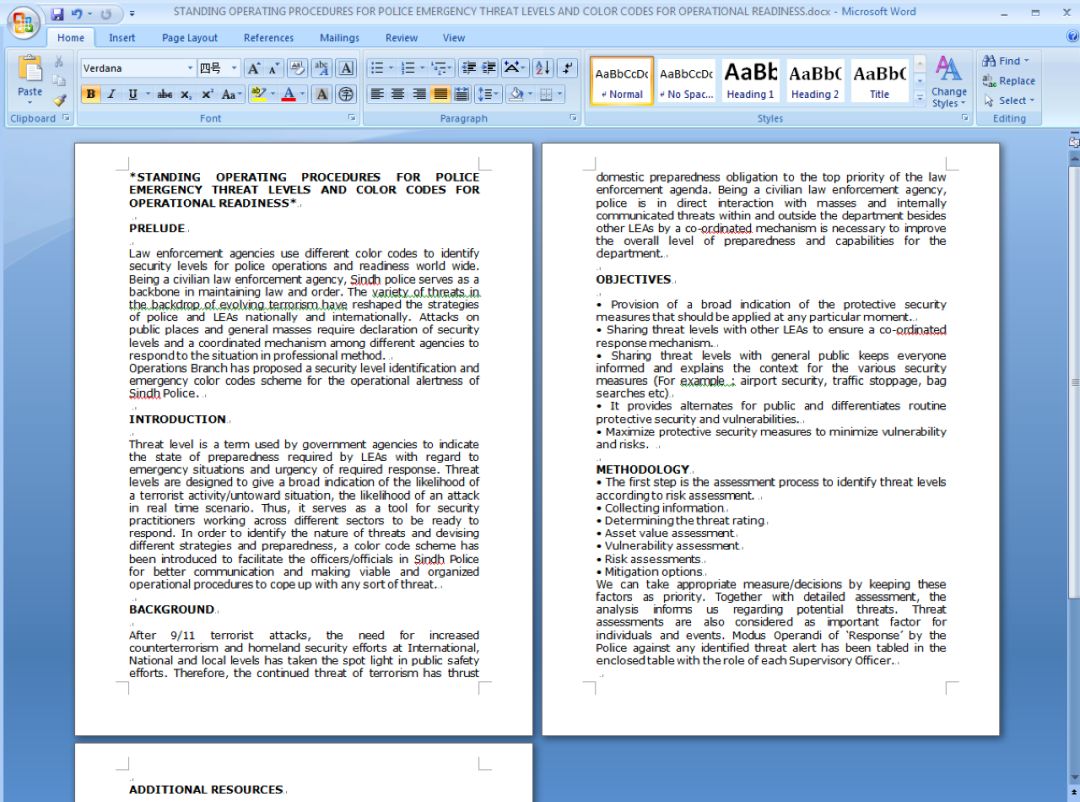 STANDING OPERATING PROCEDURES FOR POLICE EMERGENCY THREAT LEVELS AND COLOR CODES FOR OPERATIONAL READINESS.docx - Microsoft Word
Home Insert Page Layout References Mailings Review View
Paste
Clipboard
Verdana 四号
Font
Paragraph
AaBbCcDc AaBbCcDc AaBb AaBbC AaBbC
Normal No Spac... Heading 1 Heading 2 Title
Change Styles
Styles
Find
Replace
Select
Editing
*STANDING OPERATING PROCEDURES FOR POLICE
EMERGENCY THREAT LEVELS AND COLOR CODES FOR
OPERATIONAL READINESS*
PRELUDE
Law enforcement agencies use different color codes to identify
security levels for police operations and readiness world wide.
Being a civilian law enforcement agency, Sindh police serves as a
backbone in maintaining law and order. The variety of threats in
the backdrop of evolving terrorism have reshaped the strategies
of police and LEAs nationally and internationally. Attacks on
public places and general masses require declaration of security
levels and a coordinated mechanism among different agencies to
respond to the situation in professional method.
Operations Branch has proposed a security level identification and
emergency color codes scheme for the operational alertness of
Sindh Police.
INTRODUCTION
Threat level is a term used by government agencies to indicate
the state of preparedness required by LEAs with regard to
emergency situations and urgency of required response. Threat
levels are designed to give a broad indication of the likelihood of
a terrorist activity/untoward situation, the likelihood of an attack
in real time scenario. Thus, it serves as a tool for security
practitioners working across different sectors to be ready to
respond. In order to identify the nature of threats and devising
different strategies and preparedness, a color code scheme has
been introduced to facilitate the officers/officials in Sindh Police
for better communication and making viable and organized
operational procedures to cope up with any sort of threat.
BACKGROUND
After 9/11 terrorist attacks, the need for increased
counterterrorism and homeland security efforts at International,
National and local levels has taken the spot light in public safety
efforts. Therefore, the continued threat of terrorism has thrust
domestic preparedness obligation to the top priority of the law
enforcement agenda. Being a civilian law enforcement agency,
police is in direct interaction with masses and internally
communicated threats within and outside the department besides
other LEAs by a co-ordinated mechanism is necessary to improve
the overall level of preparedness and capabilities for the
department.
OBJECTIVES
• Provision of a broad indication of the protective security
measures that should be applied at any particular moment.
• Sharing threat levels with other LEAs to ensure a co-ordinated
response mechanism.
• Sharing threat levels with general public keeps everyone
informed and explains the context for the various security
measures (For example : airport security, traffic stoppage, bag
searches etc)
• It provides alternates for public and differentiates routine
protective security and vulnerabilities.
• Maximize protective security measures to minimize vulnerability
and risks.
METHODOLOGY
• The first step is the assessment process to identify threat levels
according to risk assessment.
• Collecting information
• Determining the threat rating
• Asset value assessment
• Vulnerability assessment
• Risk assessments
• Mitigation options
We can take appropriate measure/decisions by keeping these
factors as priority. Together with detailed assessment, the
analysis informs us regarding potential threats. Threat
assessments are also considered as important factor for
individuals and events. Modus Operandi of ‘Response’ by the
Police against any identified threat alert has been tabled in the
enclosed table with the role of each Supervisory Officer.
ADDITIONAL RESOURCES